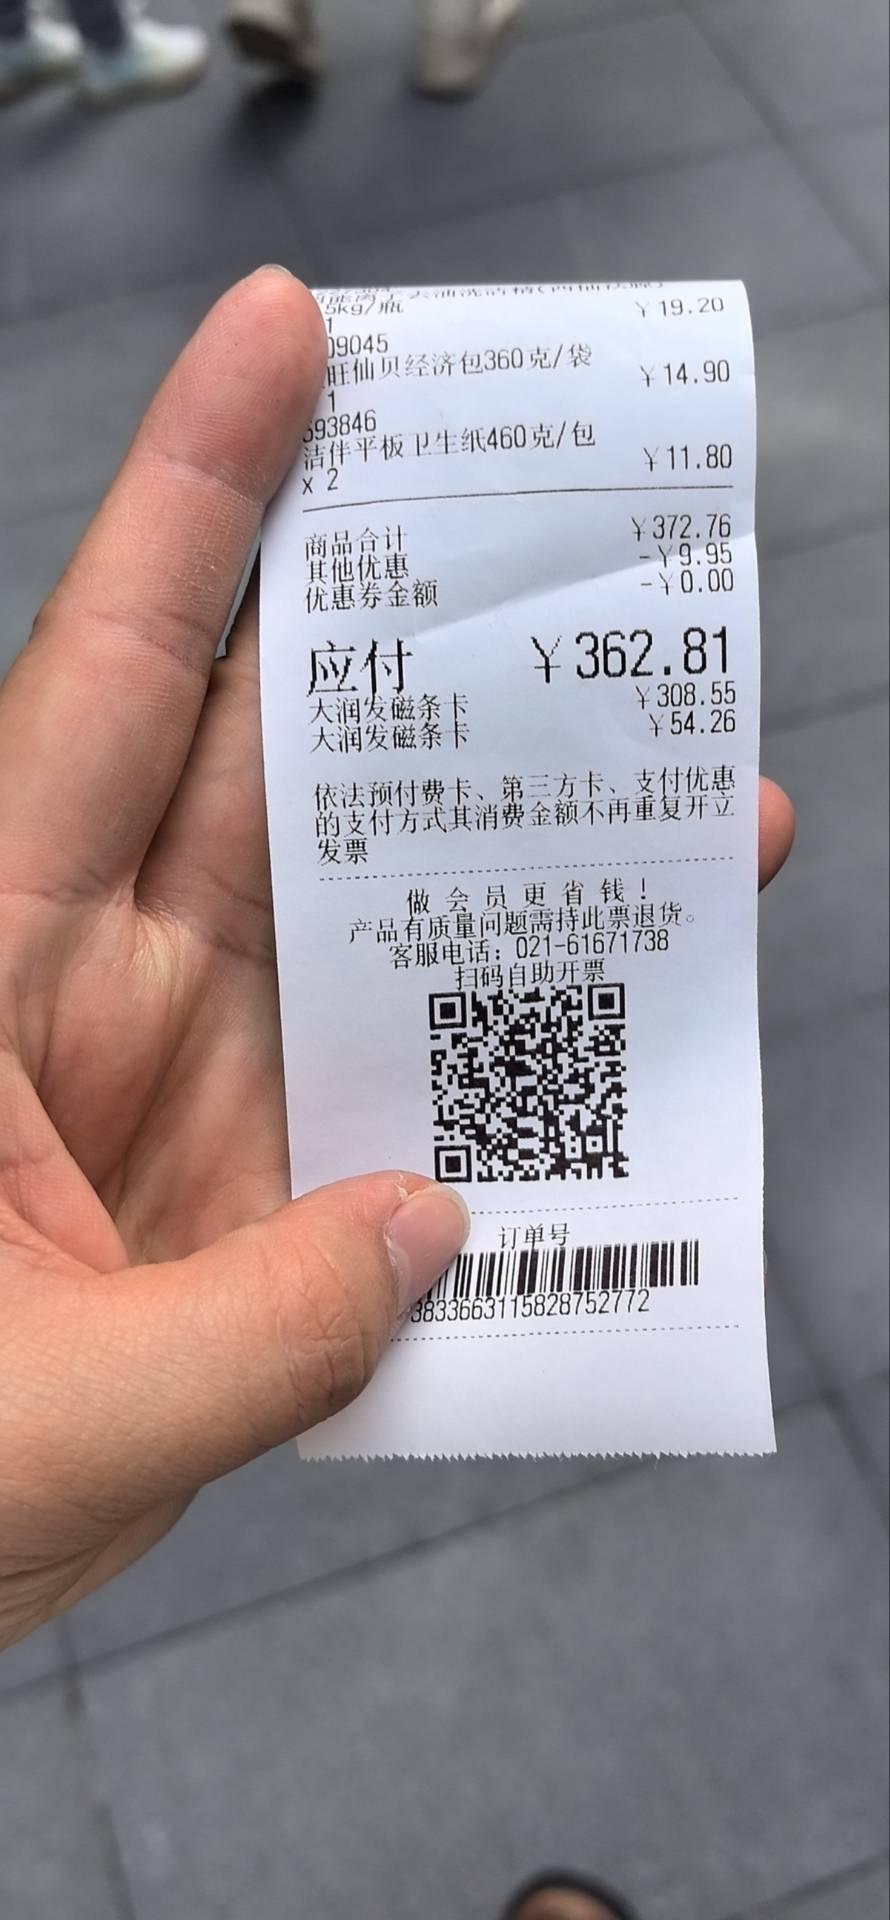 5kg/瓶 ¥19.20
1
09045
旺仙贝经济包360克/袋 ¥14.90
1
593846
洁伴平板卫生纸460克/包
x 2 ¥11.80
商品合计 ¥372.76
其他优惠 -¥9.95
优惠券金额 -¥0.00
应付 ¥362.81
大润发磁条卡 ¥308.55
大润发磁条卡 ¥54.26
依法预付费卡、第三方卡、支付优惠
的支付方式其消费金额不再重复开立
发票
做会员更省钱！
产品有质量问题需持此票退货。
客服电话：021-61671738
扫码自助开票
订单号
3833663115828752772